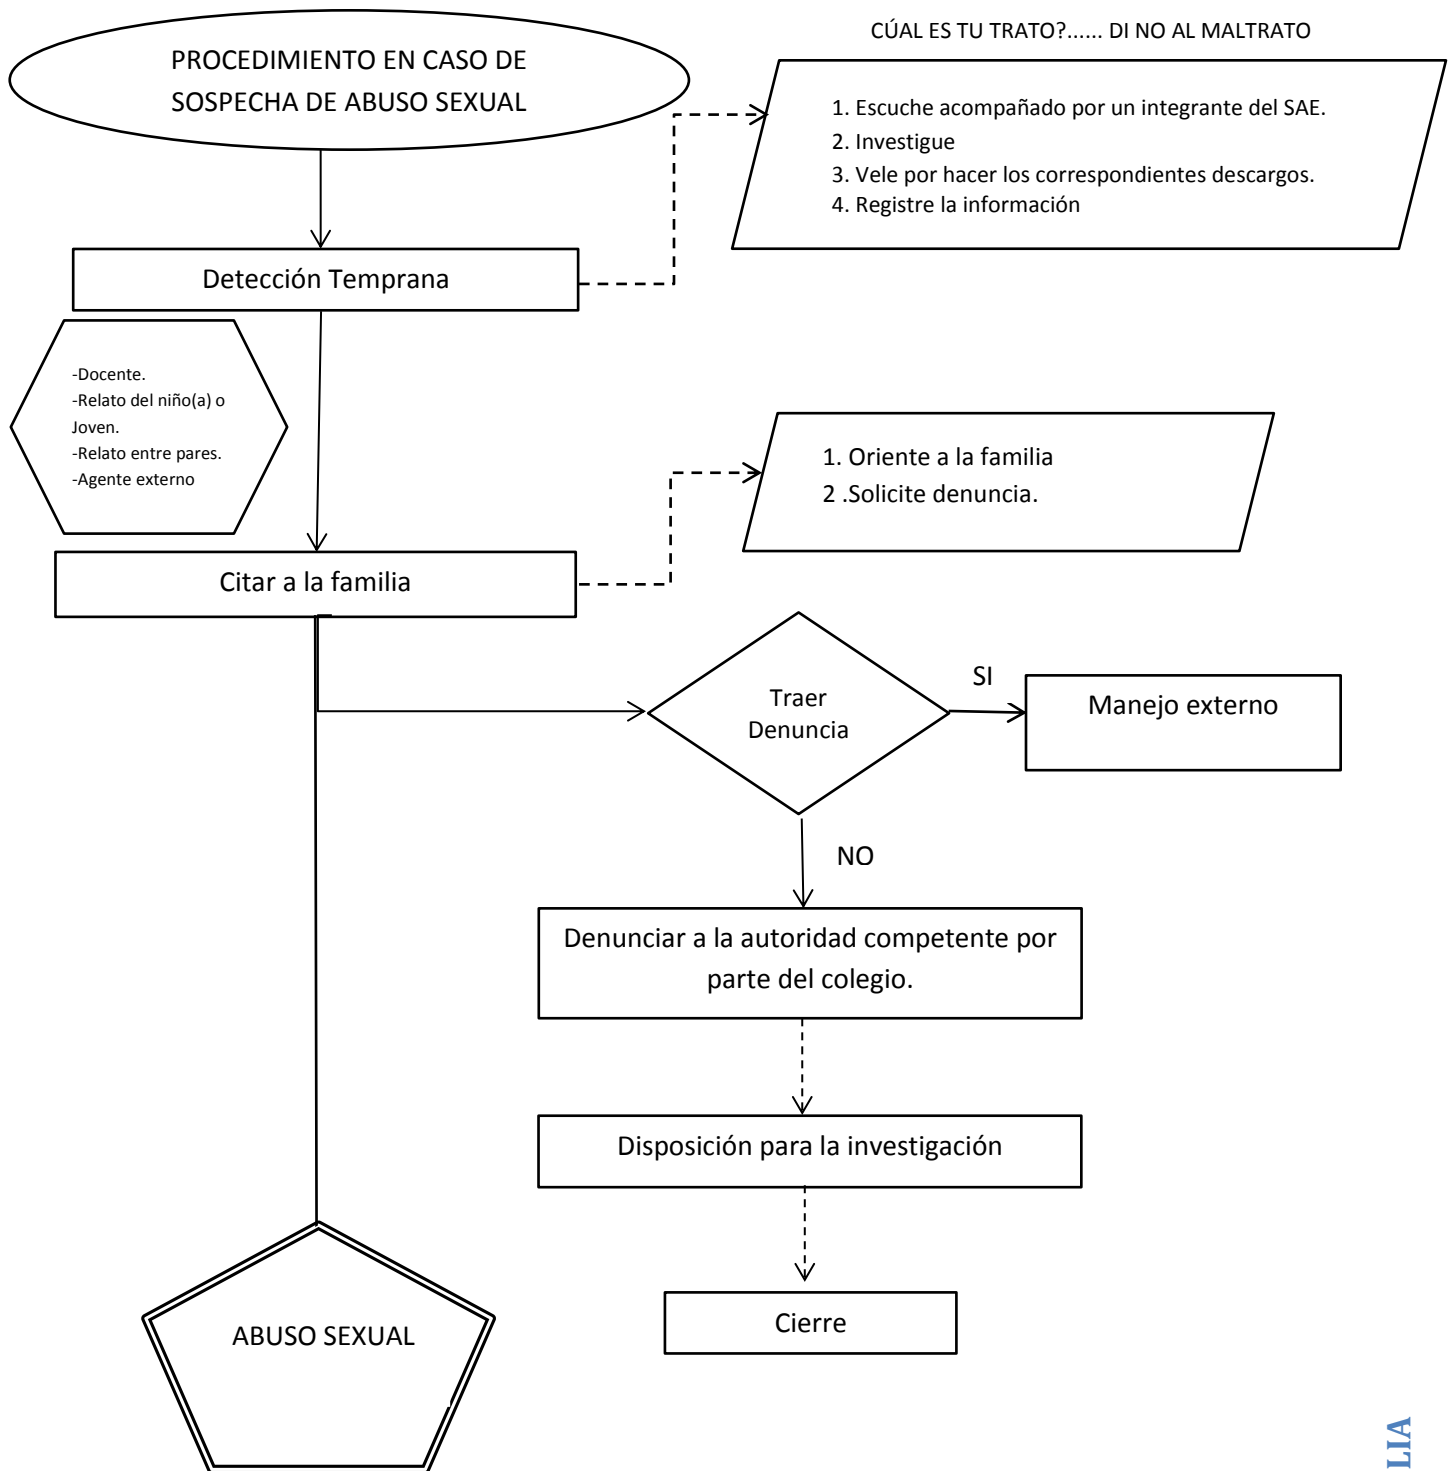 CÚAL ES TU TRATO?...... DI NO AL MALTRATO
PROCEDIMIENTO EN CASO DE
SOSPECHA DE ABUSO SEXUAL
1. Escuche acompañado por un integrante del SAE.
2. Investigue
3. Vele por hacer los correspondientes descargos.
4. Registre la información
Detección Temprana
-Docente.
-Relato del niño(a) o
Joven.
-Relato entre pares.
-Agente externo
1. Oriente a la familia
2 .Solicite denuncia.
Citar a la familia
Traer
Denuncia
SI
Manejo externo
NO
Denunciar a la autoridad competente por
parte del colegio.
Disposición para la investigación
Cierre
ABUSO SEXUAL
LIA